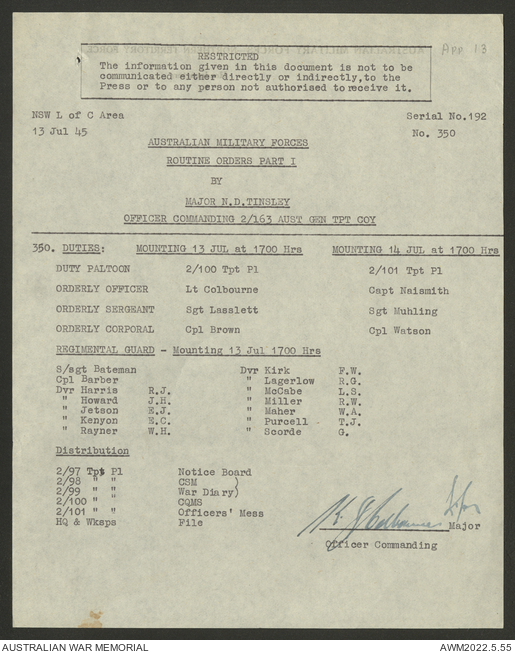 App 13
RESTRICTED
The information given in this document is not to be
communicated either directly or indirectly,to the
Press or to any person not authorised to receive it.
NSW L of C Area Serial No.192
13 Jul 45 No. 350
AUSTRALIAN MILITARY FORCES
ROUTINE ORDERS PART I
BY
MAJOR N.D.TINSLEY
OFFICER COMMANDING 2/163 AUST GEN TPT COY
350. DUTIES: MOUNTING 13 JUL at 1700 Hrs MOUNTING 14 JUL at 1700 Hrs
DUTY PALTOON 2/100 Tpt Pl 2/101 Tpt Pl
ORDERLY OFFICER Lt Colbourne Capt Naismith
ORDERLY SERGEANT Sgt Lasslett Sgt Muhling
ORDERLY CORPORAL Cpl Brown Cpl Watson
REGIMENTAL GUARD - Mounting 13 Jul 1700 Hrs
S/sgt Bateman Dvr Kirk F.W.
Cpl Barber " Lagerlow R.G.
Dvr Harris R.J. " McCabe L.S.
" Howard J.H. " Miller R.W.
" Jetson E.J. " Maher W.A.
" Kenyon E.C. " Purcell T.J.
" Rayner W.H. " Scorde G.
Distribution
2/97 Tpt Pl Notice Board
2/98 " " CSM )
2/99 " " War Diary)
2/100 " " CQMS
2/101 " " Officers' Mess
HQ & Wksps File
Major
Officer Commanding
AUSTRALIAN WAR MEMORIAL AWM2022.5.55